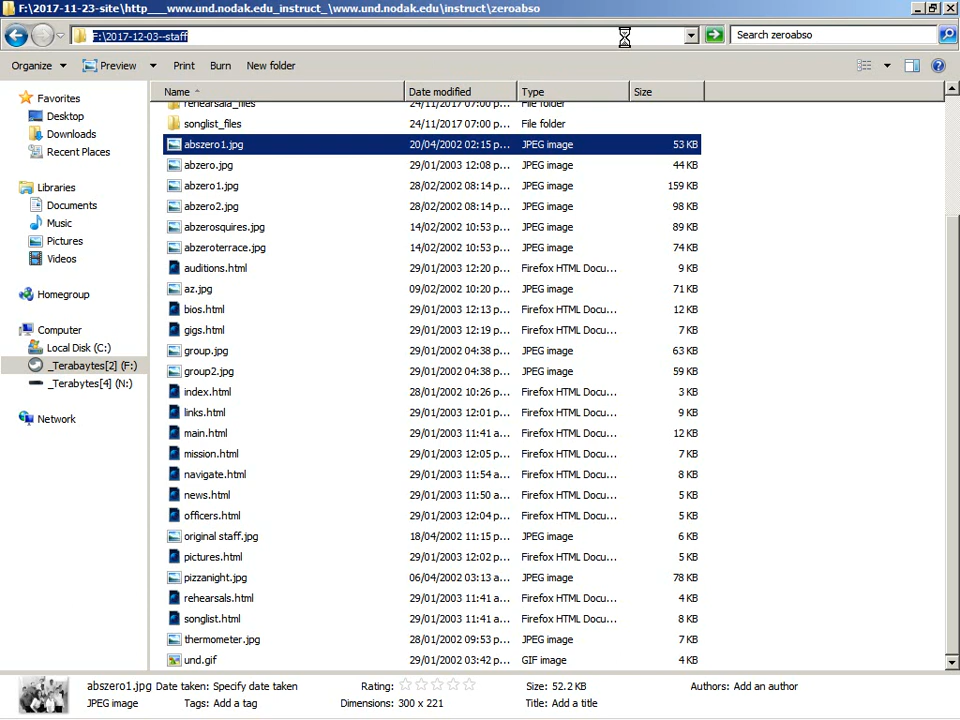 F:\2017-11-23-site\http___www.und.nodak.edu_instruct_\www.und.nodak.edu\instruct\zeroabso
F:\2017-12-03--staff
Search zeroabso
Organize Preview Print Burn New folder
Name Date modified Type Size
Favorites
Desktop
Downloads
Recent Places
Libraries
Documents
Music
Pictures
Videos
Homegroup
Computer
Local Disk (C:)
_Terabaytes[2] (F:)
_Terabytes[4] (N:)
Network
rehearsald_files 24/11/2017 07:00 p... File folder
songlist_files 24/11/2017 07:00 p... File folder
abszero1.jpg 20/04/2002 02:15 p... JPEG image 53 KB
abzero.jpg 29/01/2003 12:08 p... JPEG image 44 KB
abzero1.jpg 28/02/2002 08:14 p... JPEG image 159 KB
abzero2.jpg 28/02/2002 08:14 p... JPEG image 98 KB
abzerosquires.jpg 14/02/2002 10:53 p... JPEG image 89 KB
abzeroterrace.jpg 14/02/2002 10:53 p... JPEG image 74 KB
auditions.html 29/01/2003 12:20 p... Firefox HTML Docu... 9 KB
az.jpg 09/02/2002 10:20 p... JPEG image 71 KB
bios.html 29/01/2003 12:13 p... Firefox HTML Docu... 12 KB
gigs.html 29/01/2003 12:19 p... Firefox HTML Docu... 7 KB
group.jpg 29/01/2002 04:38 p... JPEG image 63 KB
group2.jpg 29/01/2002 04:38 p... JPEG image 59 KB
index.html 28/01/2002 10:26 p... Firefox HTML Docu... 3 KB
links.html 29/01/2003 12:01 p... Firefox HTML Docu... 9 KB
main.html 29/01/2003 11:41 a... Firefox HTML Docu... 12 KB
mission.html 29/01/2003 12:05 p... Firefox HTML Docu... 7 KB
navigate.html 29/01/2003 11:54 a... Firefox HTML Docu... 8 KB
news.html 29/01/2003 11:50 a... Firefox HTML Docu... 5 KB
officers.html 29/01/2003 12:04 p... Firefox HTML Docu... 5 KB
original staff.jpg 18/04/2002 11:15 p... JPEG image 6 KB
pictures.html 29/01/2003 12:02 p... Firefox HTML Docu... 5 KB
pizzanight.jpg 06/04/2002 03:13 a... JPEG image 78 KB
rehearsals.html 29/01/2003 11:41 a... Firefox HTML Docu... 4 KB
songlist.html 29/01/2003 11:41 a... Firefox HTML Docu... 8 KB
thermometer.jpg 28/01/2002 09:53 p... JPEG image 7 KB
und.gif 29/01/2002 03:42 p... GIF image 4 KB
abszero1.jpg Date taken: Specify date taken Rating: Size: 52.2 KB Authors: Add an author
JPEG image Tags: Add a tag Dimensions: 300 x 221 Title: Add a title